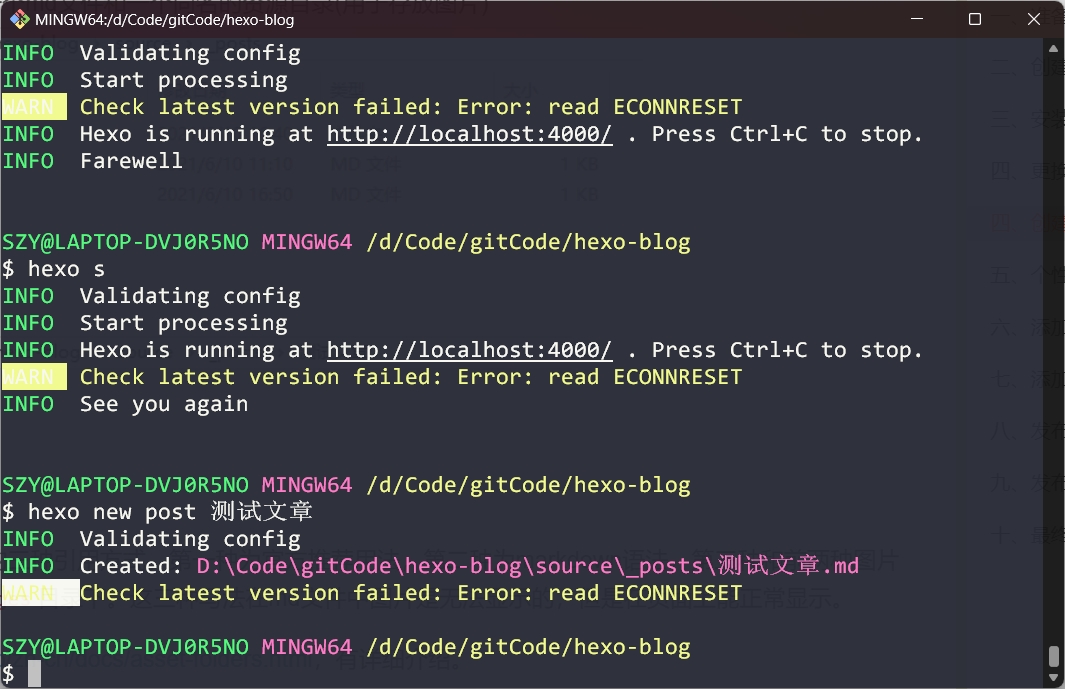 MINGW64:/d/Code/gitCode/hexo-blog
INFO  Validating config
INFO  Start processing
WARN  Check latest version failed: Error: read ECONNRESET
INFO  Hexo is running at http://localhost:4000/ . Press Ctrl+C to stop.
INFO  Farewell
SZY@LAPTOP-DVJ0R5NO MINGW64 /d/Code/gitCode/hexo-blog
$ hexo s
INFO  Validating config
INFO  Start processing
INFO  Hexo is running at http://localhost:4000/ . Press Ctrl+C to stop.
WARN  Check latest version failed: Error: read ECONNRESET
INFO  See you again
SZY@LAPTOP-DVJ0R5NO MINGW64 /d/Code/gitCode/hexo-blog
$ hexo new post 测试文章
INFO  Validating config
INFO  Created: D:\Code\gitCode\hexo-blog\source\_posts\测试文章.md
WARN  Check latest version failed: Error: read ECONNRESET
SZY@LAPTOP-DVJ0R5NO MINGW64 /d/Code/gitCode/hexo-blog
$